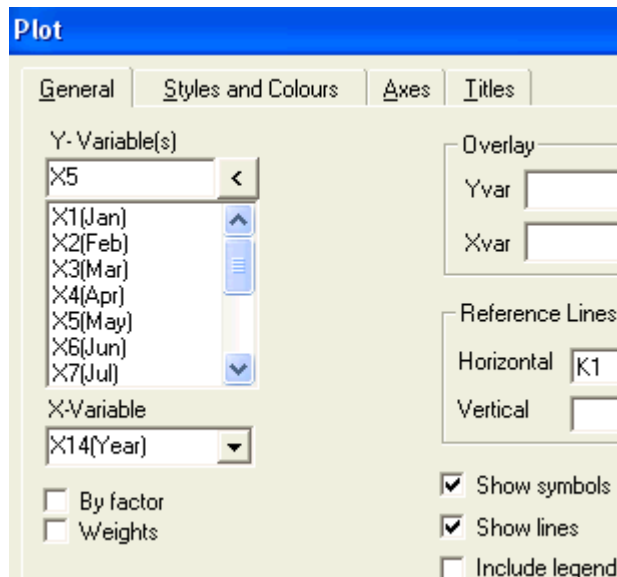 Plot
General Styles and Colours Axes Titles
Y- Variable(s)
X5 <
X1(Jan)
X2(Feb)
X3(Mar)
X4(Apr)
X5(May)
X6(Jun)
X7(Jul)
X-Variable
X14(Year)
By factor
Weights
Overlay
Yvar
Xvar
Reference Lines
Horizontal K1
Vertical
Show symbols
Show lines
Include legend